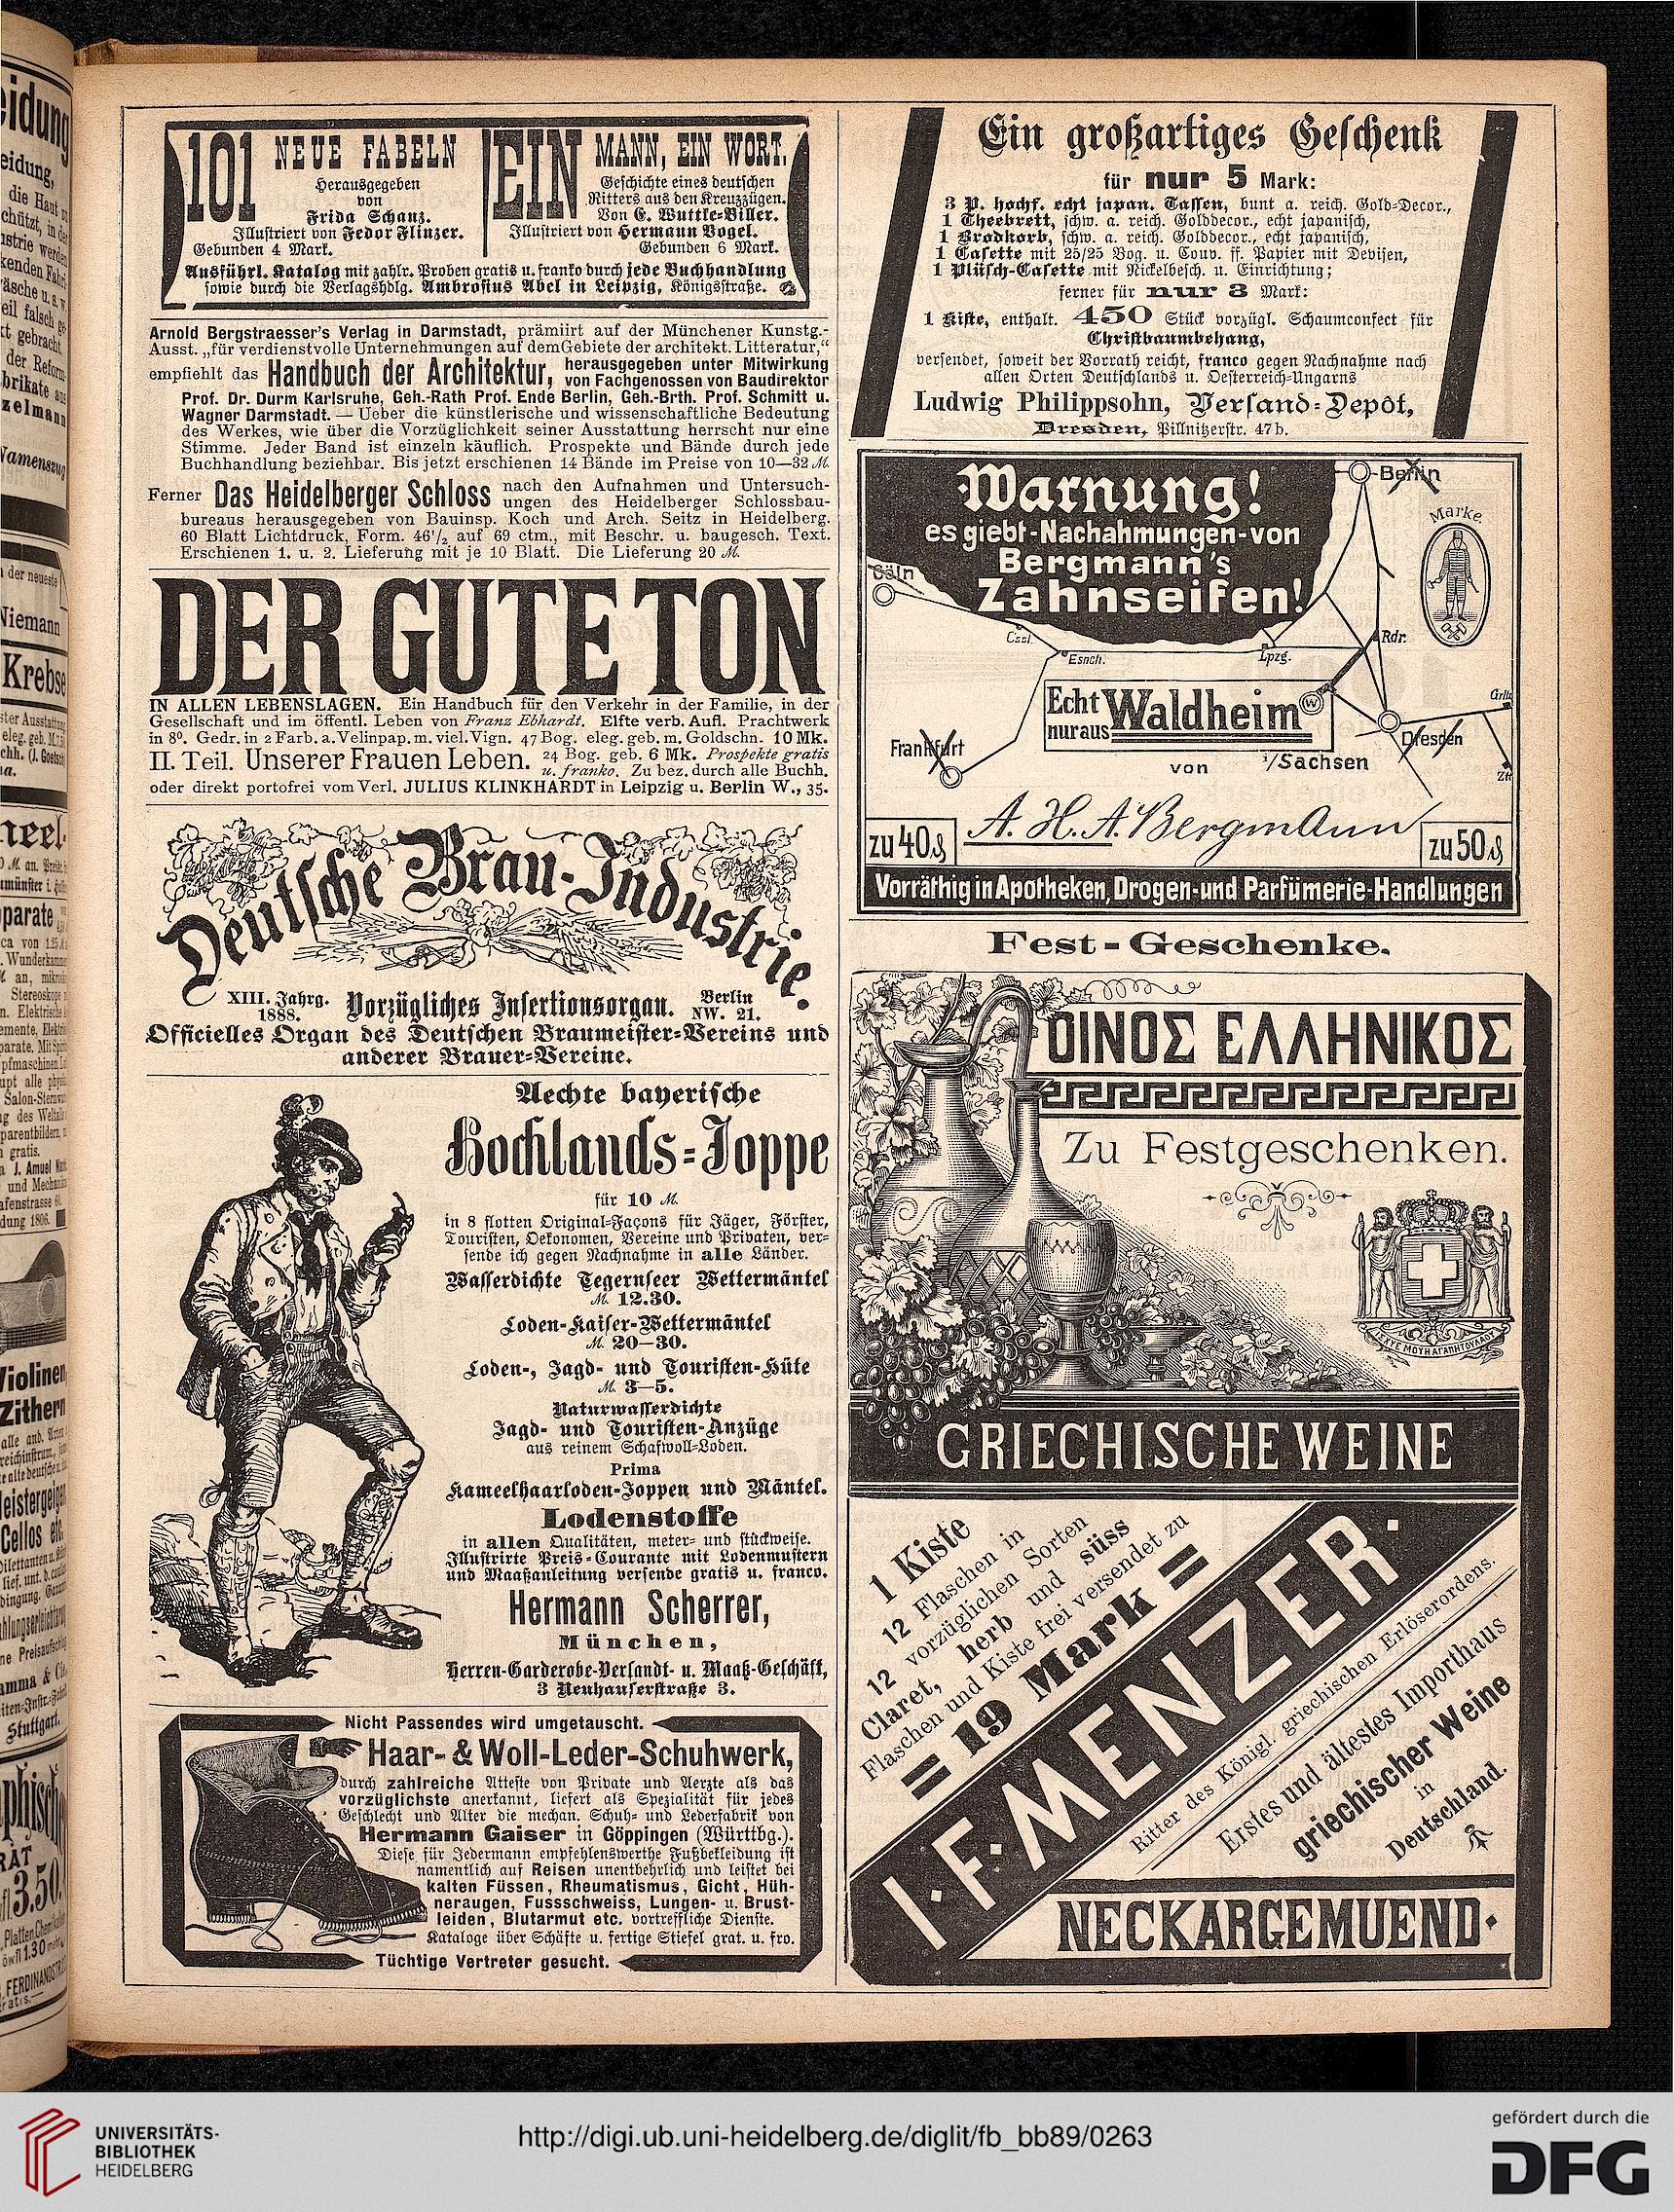 101 NEUE FABELN
Herausgegeben
von
Frida Schanz.
Illustriert von Fedor Flinzer.
Gebunden 4 Mark.
EIN MANN, EIN WORT.
Geschichte eines deutschen
Ritters aus den Kreuzzügen.
Von E. Wuttke-Biller.
Illustriert von Hermann Vogel.
Gebunden 6 Mark.
Ausführl. Katalog mit zahlr. Proben gratis u. franko durch jede Buchhandlung
sowie durch die Verlagshdlg. Ambrosius Abel in Leipzig, Königsstraße.
Arnold Bergstraesser's Verlag in Darmstadt, prämiirt auf der Münchener Kunstg.-
Ausst. „für verdienstvolle Unternehmungen auf dem Gebiete der architekt. Litteratur,“
empfiehlt das Handbuch der Architektur, herausgegeben unter Mitwirkung
von Fachgenossen von Baudirektor
Prof. Dr. Durm Karlsruhe, Geh.-Rath Prof. Ende Berlin, Geh.-Brth. Prof. Schmitt u.
Wagner Darmstadt. — Ueber die künstlerische und wissenschaftliche Bedeutung
des Werkes, wie über die Vorzüglichkeit seiner Ausstattung herrscht nur eine
Stimme. Jeder Band ist einzeln käuflich. Prospekte und Bände durch jede
Buchhandlung beziehbar. Bis jetzt erschienen 14 Bände im Preise von 10—32 M.
Ferner Das Heidelberger Schloss nach den Aufnahmen und Untersuch-
ungen des Heidelberger Schlossbau-
bureaus herausgegeben von Bauinsp. Koch und Arch. Seitz in Heidelberg.
60 Blatt Lichtdruck, Form. 46½ auf 69 ctm., mit Beschr. u. baugesch. Text.
Erschienen 1. u. 2. Lieferung mit je 10 Blatt. Die Lieferung 20 M.
DER GUTE TON
IN ALLEN LEBENSLAGEN. Ein Handbuch für den Verkehr in der Familie, in der
Gesellschaft und im öffentl. Leben von Franz Ebhardt. Elfte verb. Aufl. Prachtwerk
in 8º. Gedr. in 2 Farb. a. Velinpap. m. viel. Vign. 47 Bog. eleg. geb. m. Goldschn. 10 Mk.
II. Teil. Unserer Frauen Leben. 24 Bog. geb. 6 Mk. Prospekte gratis
u. franko. Zu bez. durch alle Buchh.
oder direkt portofrei vom Verl. JULIUS KLINKHARDT in Leipzig u. Berlin W., 35.
Deutsche Brau-Industrie.
XIII. Jahrg. 1888. Vorzügliches Insertionsorgan. Berlin NW. 21.
Officielles Organ des Deutschen Braumeister-Vereins und
anderer Brauer-Vereine.
Aechte bayerische
Hochlands-Joppe
für 10 M.
in 8 flotten Original-Façons für Jäger, Förster,
Touristen, Oekonomen, Vereine und Privaten, ver-
sende ich gegen Nachnahme in alle Länder.
Wasserdichte Tegernseer Wettermäntel
M. 12.30.
Loden-Kaiser-Wettermäntel
M. 20—30.
Loden-, Jagd- und Touristen-Hüte
M. 3—5.
Naturwasserdichte
Jagd- und Touristen-Anzüge
aus reinem Schafwoll-Loden.
Prima
Kameelhaarloden-Joppen und Mäntel.
Lodenstoffe
in allen Qualitäten, meter- und stückweise.
Illustrirte Preis-Courante mit Lodenmustern
und Maaßanleitung versende gratis u. franco.
Hermann Scherrer,
München,
Herren-Garderobe-Versandt- u. Maaß-Geschäft,
3 Neuhauserstraße 3.
Nicht Passendes wird umgetauscht.
Haar- & Woll-Leder-Schuhwerk,
durch zahlreiche Atteste von Private und Aerzte als das
vorzüglichste anerkannt, liefert als Spezialität für jedes
Geschlecht und Alter die mechan. Schuh- und Lederfabrik von
Hermann Gaiser in Göppingen (Württbg.).
Diese für Jedermann empfehlenswerthe Fußbekleidung ist
namentlich auf Reisen unentbehrlich und leistet bei
kalten Füssen, Rheumatismus, Gicht, Hüh-
neraugen, Fussschweiss, Lungen- u. Brust-
leiden, Blutarmut etc. vortreffliche Dienste.
Kataloge über Schäfte u. fertige Stiefel grat. u. fro.
Tüchtige Vertreter gesucht.
Ein großartiges Geschenk
für nur 5 Mark:
3 P. hochf. echt japan. Tassen, bunt a. reich. Gold-Decor.,
1 Theebrett, schw. a. reich. Golddecor., echt japanisch,
1 Brodkorb, schw. a. reich. Golddecor., echt japanisch,
1 Casette mit 25/25 Bog. u. Couv. ff. Papier mit Devisen,
1 Plüsch-Casette mit Nickelbesch. u. Einrichtung;
ferner für nur 3 Mark:
1 Kiste, enthalt. 450 Stück vorzügl. Schaumconfect für
Christbaumbehang,
versendet, soweit der Vorrath reicht, franco gegen Nachnahme nach
allen Orten Deutschlands u. Oesterreich-Ungarns
Ludwig Philippsohn, Versand-Depôt,
Dresden, Pillnitzerstr. 47 b.
Warnung!
es giebt-Nachahmungen-von
Bergmann's
Zahnseifen!
Berlin
Marke.
Cöln
Cssl.
Esnch.
Lpzg.
Rdr.
Echt
nur aus Waldheim
W
Grltz
Frankfurt
Dresden
Ztt
von i/Sachsen
A. H. A. Bergmann
zu 40 ₰
zu 50 ₰
Vorräthig in Apotheken, Drogen- und Parfümerie-Handlungen
Fest-Geschenke.
ΟΙΝΟΣ ΕΛΛΗΝΙΚΟΣ
Zu Festgeschenken.
GRIECHISCHE WEINE
1 Kiste
12 Flaschen in
12 vorzüglichen Sorten
Claret, herb und süss
Flaschen und Kiste frei versendet zu
= 19 Mark =
I. F. MENZER.
Ritter des Königl. griechischen Erlöserordens.
Erstes und ältestes Importhaus
griechischer Weine
in
Deutschland.
NECKARGEMUEND.
UNIVERSITÄTS-
BIBLIOTHEK
HEIDELBERG
http://digi.ub.uni-heidelberg.de/diglit/fb_bb89/0263
gefördert durch die
DFG